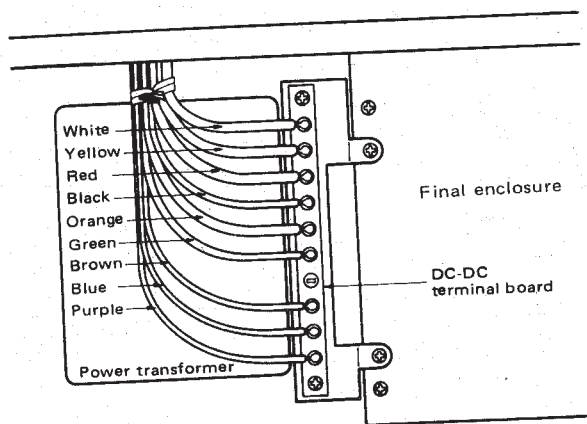 White
Yellow
Red
Black
Orange
Green
Brown
Blue
Purple
Power transformer
Final enclosure
DC-DC
terminal board